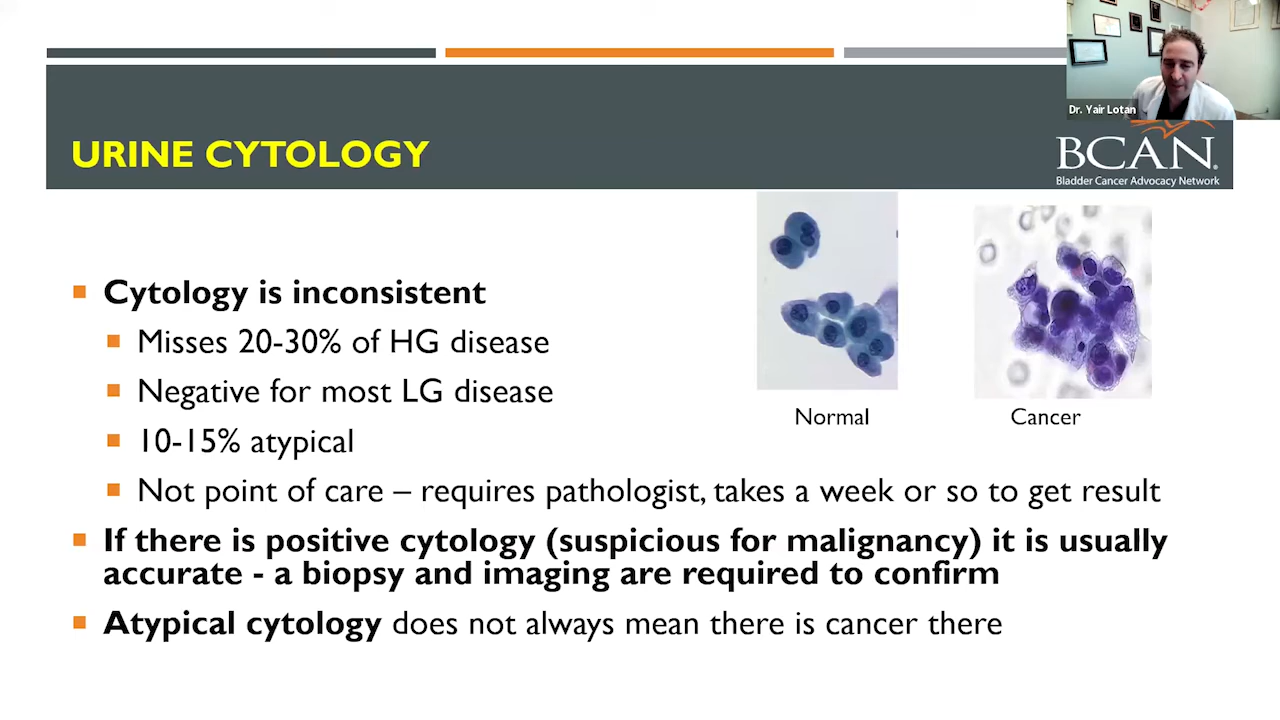 Dr. Yair Lotan
URINE CYTOLOGY
BCAN.
Bladder Cancer Advocacy Network
Cytology is inconsistent
Misses 20-30% of HG disease
Negative for most LG disease
Normal
Cancer
10-15% atypical
Not point of care – requires pathologist, takes a week or so to get result
If there is positive cytology (suspicious for malignancy) it is usually
accurate - a biopsy and imaging are required to confirm
Atypical cytology does not always mean there is cancer there